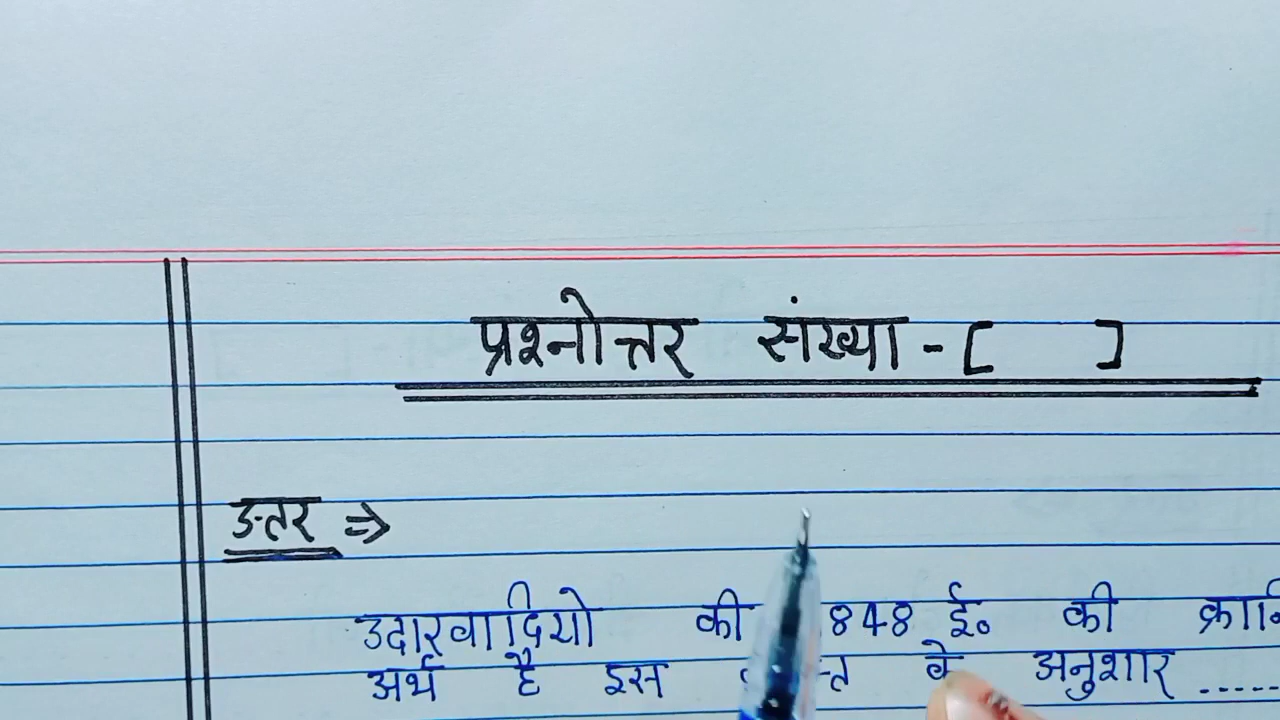 प्रश्नोत्तर संख्या - [ ]
उत्तर ⇒
उदारवादियो की 848 ई० की
अर्थ है इस के अनुशार ......